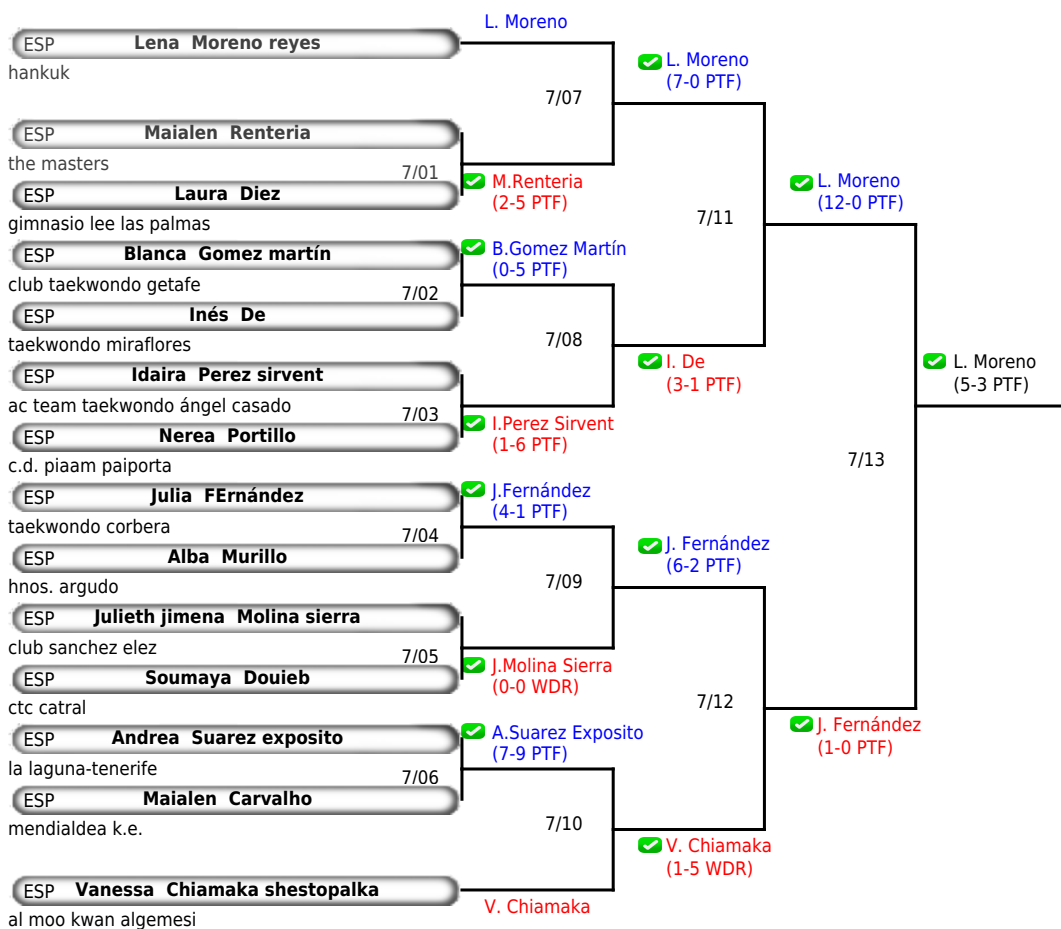 L. Moreno
ESP Lena Moreno reyes
hankuk
L. Moreno
(7-0 PTF)
7/07
ESP Maialen Renteria
the masters
7/01
M.Renteria
(2-5 PTF)
ESP Laura Diez
gimnasio lee las palmas
L. Moreno
(12-0 PTF)
7/11
ESP Blanca Gomez martín
club taekwondo getafe
B.Gomez Martín
(0-5 PTF)
7/02
ESP Inés De
taekwondo miraflores
7/08
I. De
(3-1 PTF)
L. Moreno
(5-3 PTF)
ESP Idaira Perez sirvent
ac team taekwondo ángel casado
7/03
I.Perez Sirvent
(1-6 PTF)
ESP Nerea Portillo
c.d. piaam paiporta
7/13
ESP Julia FErnández
taekwondo corbera
J.Fernández
(4-1 PTF)
7/04
ESP Alba Murillo
hnos. argudo
J. Fernández
(6-2 PTF)
7/09
ESP Julieth jimena Molina sierra
club sanchez elez
7/05
J.Molina Sierra
(0-0 WDR)
ESP Soumaya Douieb
ctc catral
7/12
J. Fernández
(1-0 PTF)
ESP Andrea Suarez exposito
la laguna-tenerife
A.Suarez Exposito
(7-9 PTF)
7/06
ESP Maialen Carvalho
mendialdea k.e.
7/10
V. Chiamaka
(1-5 WDR)
ESP Vanessa Chiamaka shestopalka
al moo kwan algemesi
V. Chiamaka